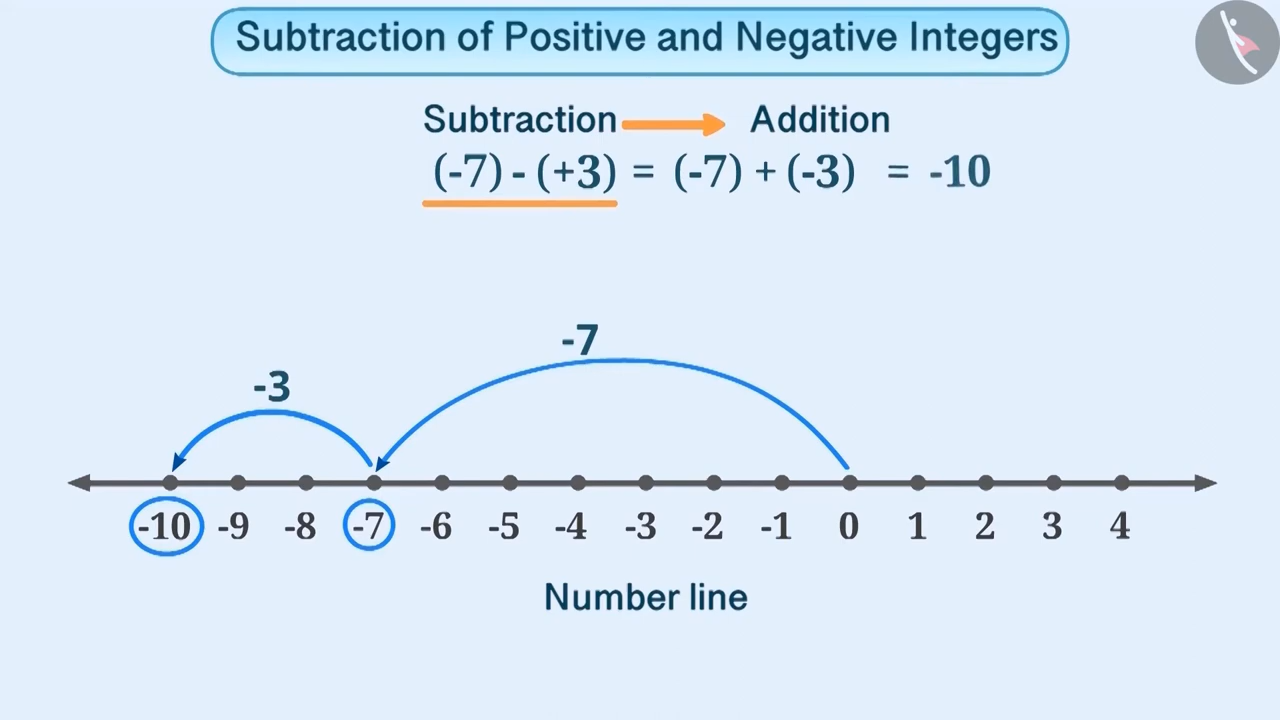 Subtraction of Positive and Negative Integers
Subtraction Addition
(-7) - (+3) = (-7) + (-3) = -10
-7
-3
-10 -9 -8 -7 -6 -5 -4 -3 -2 -1 0 1 2 3 4
Number line